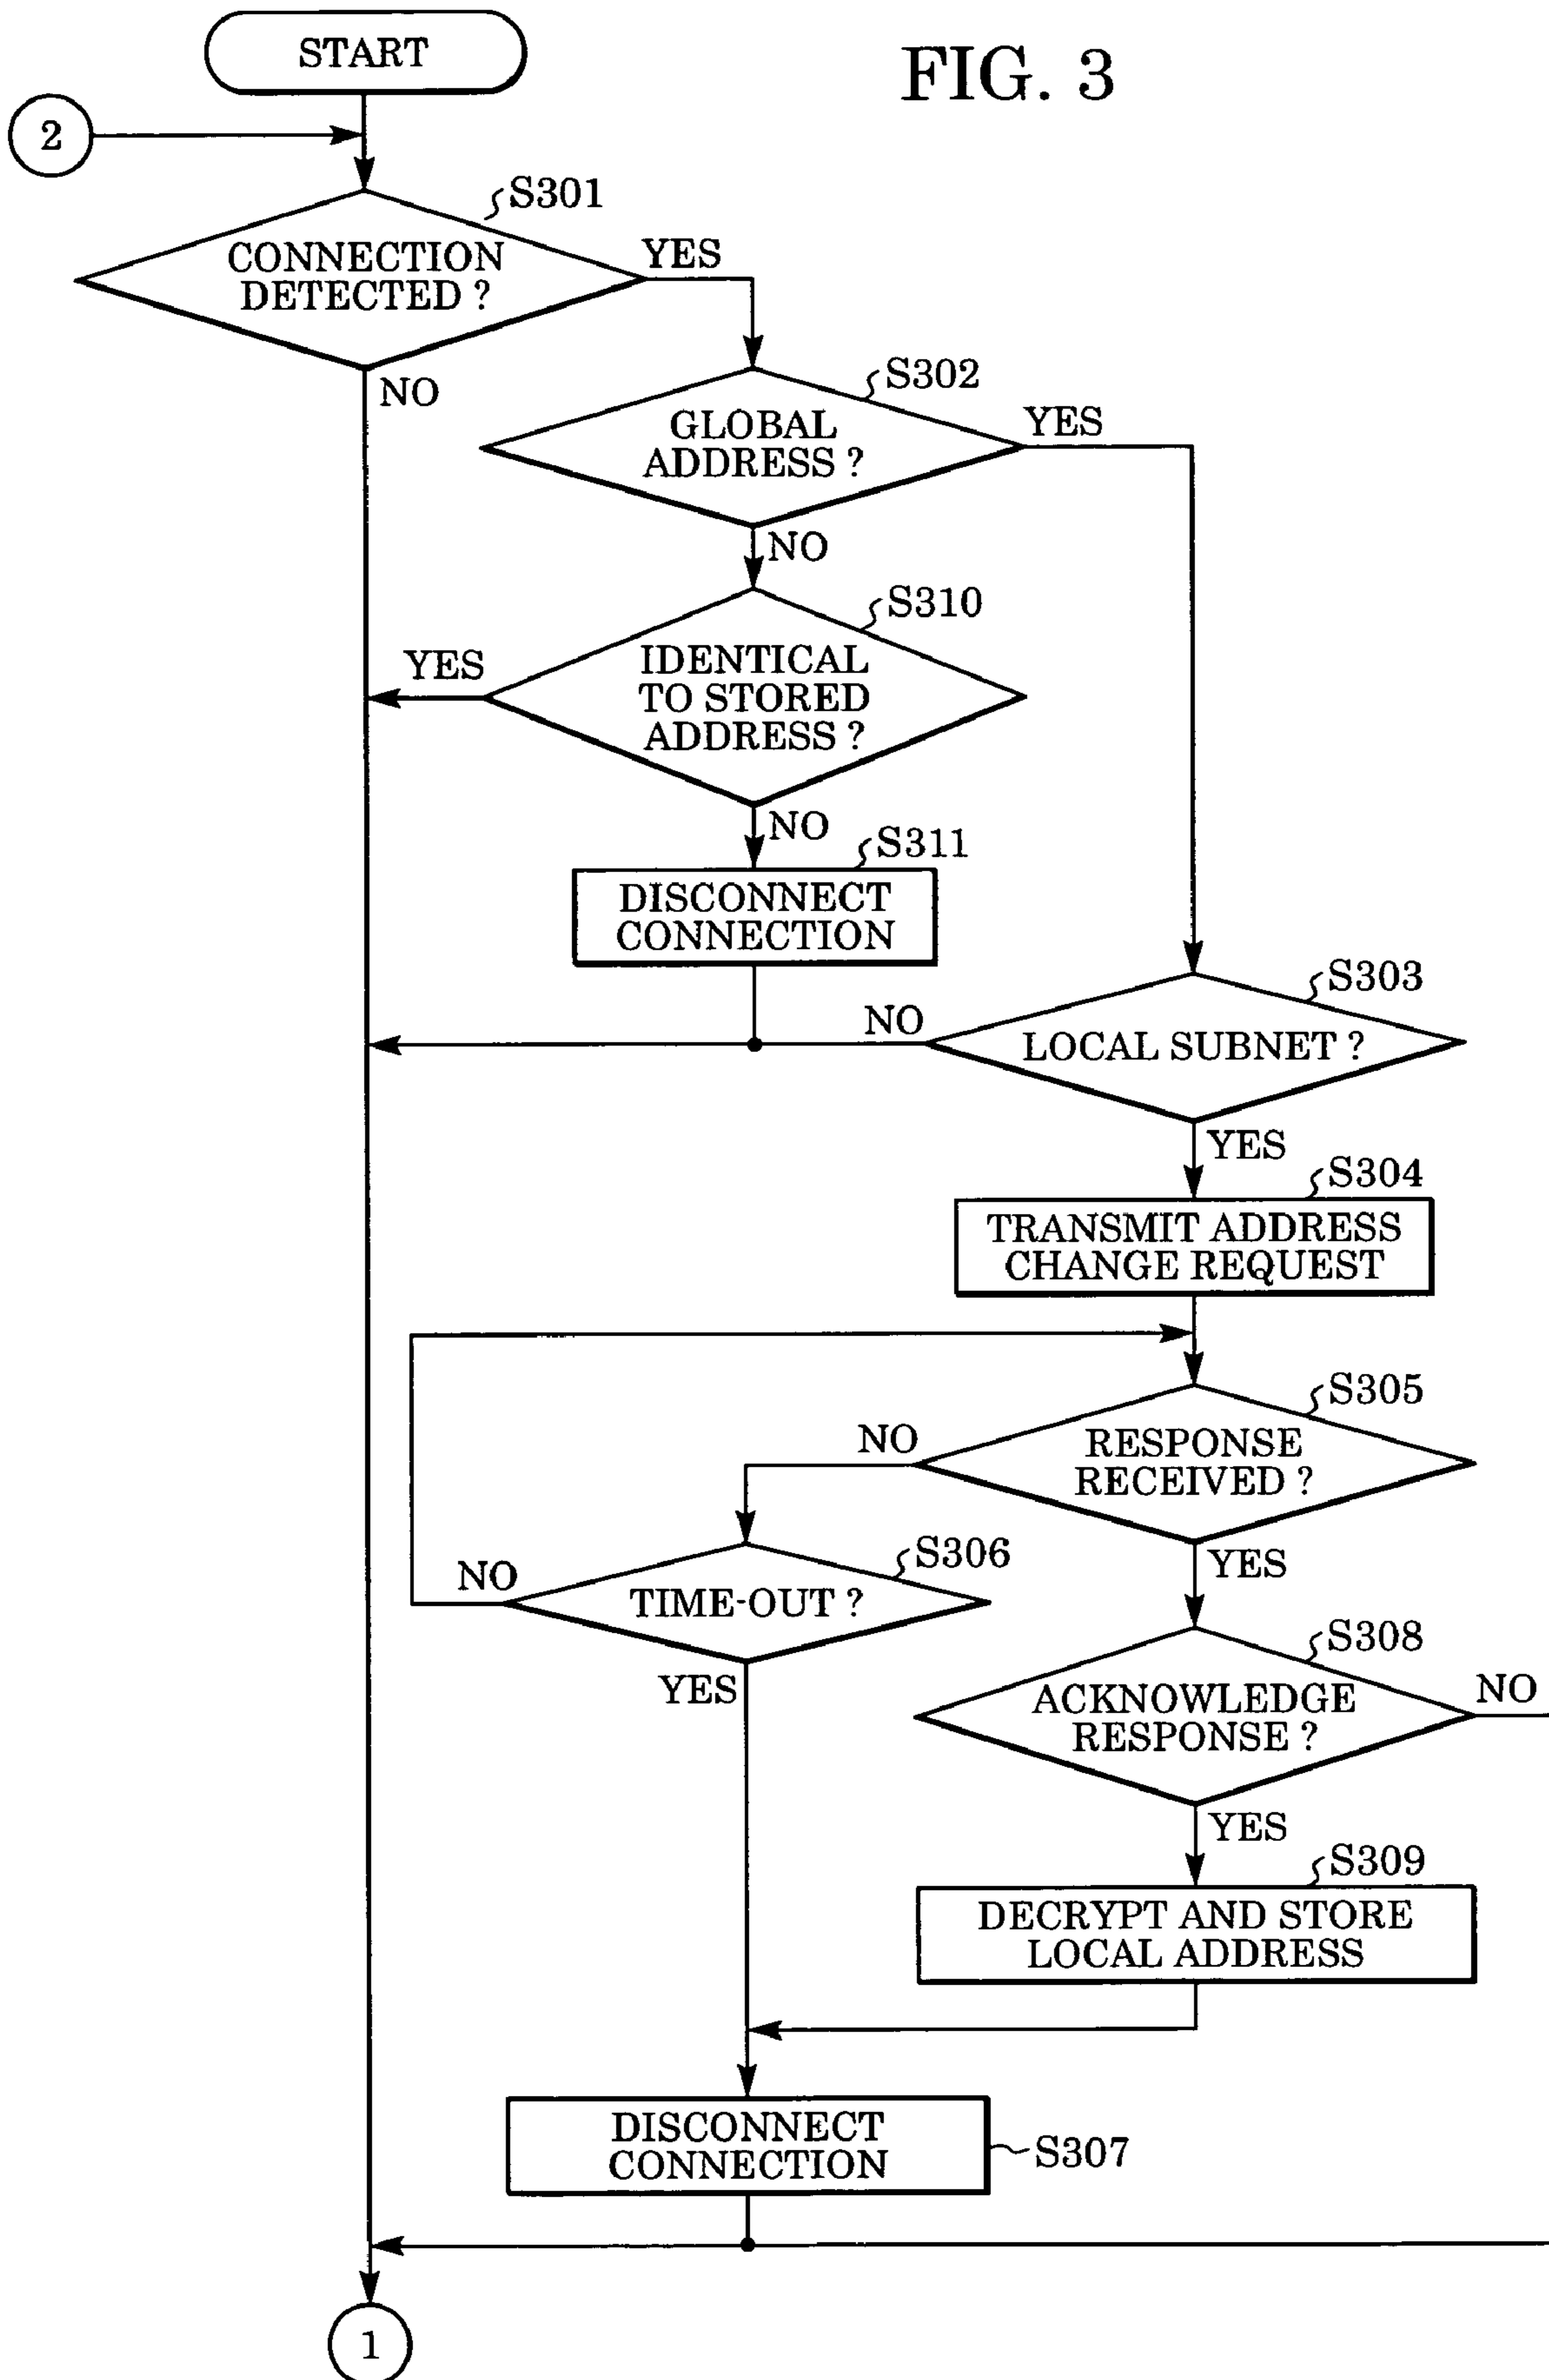 START
FIG. 3
2
S301
CONNECTION
DETECTED ?
YES
NO
S302
GLOBAL
ADDRESS ?
YES
NO
S310
IDENTICAL
TO STORED
ADDRESS ?
YES
NO
S311
DISCONNECT
CONNECTION
S303
LOCAL SUBNET ?
NO
YES
S304
TRANSMIT ADDRESS
CHANGE REQUEST
S305
RESPONSE
RECEIVED ?
NO
YES
S306
TIME-OUT ?
NO
YES
S308
ACKNOWLEDGE
RESPONSE ?
NO
YES
S309
DECRYPT AND STORE
LOCAL ADDRESS
DISCONNECT
CONNECTION
S307
1